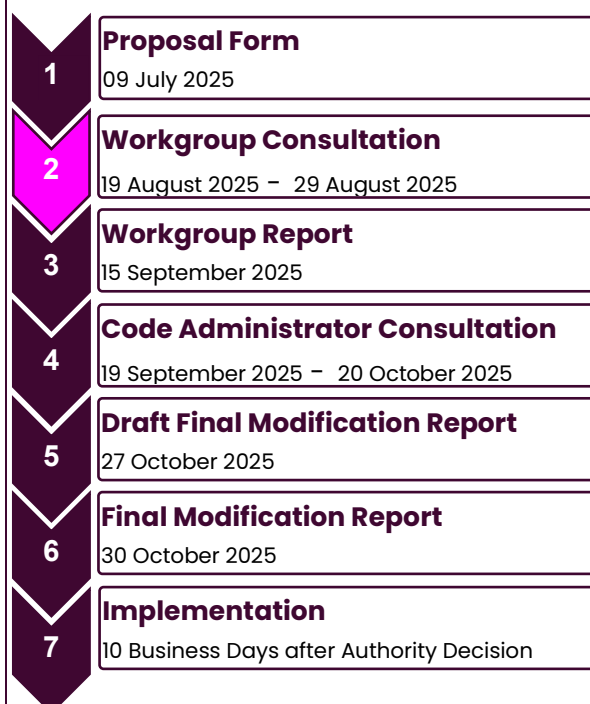 1
Proposal Form
09 July 2025
2
Workgroup Consultation
19 August 2025 – 29 August 2025
3
Workgroup Report
15 September 2025
4
Code Administrator Consultation
19 September 2025 – 20 October 2025
5
Draft Final Modification Report
27 October 2025
6
Final Modification Report
30 October 2025
7
Implementation
10 Business Days after Authority Decision